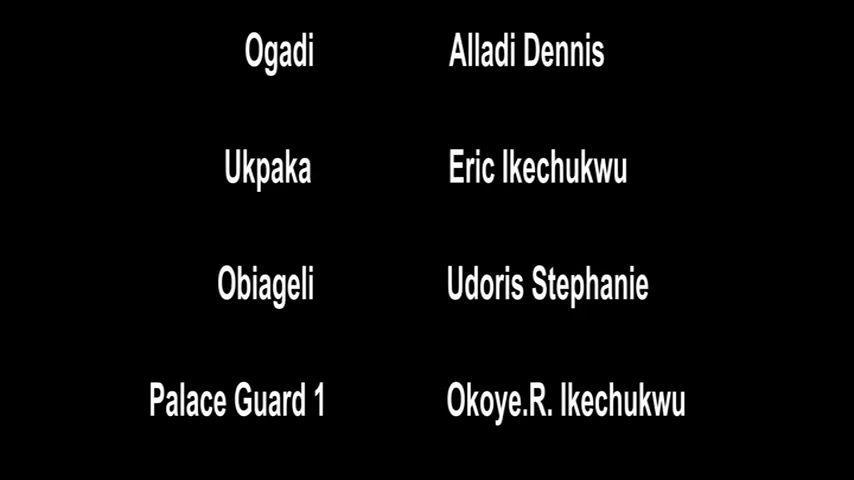 Ogadi Alladi Dennis
Ukpaka Eric Ikechukwu
Obiageli Udoris Stephanie
Palace Guard 1 Okoye.R. Ikechukwu